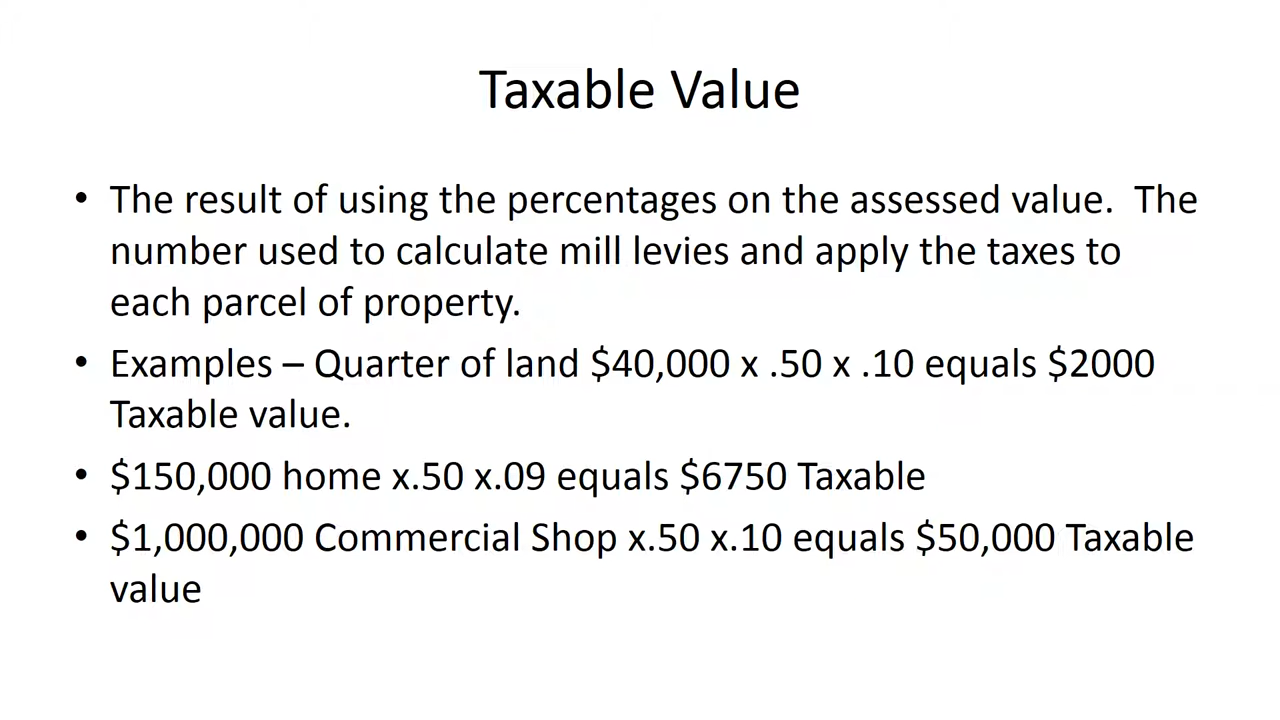 Taxable Value
• The result of using the percentages on the assessed value.  The
number used to calculate mill levies and apply the taxes to
each parcel of property.
• Examples – Quarter of land $40,000 x .50 x .10 equals $2000
Taxable value.
• $150,000 home x.50 x.09 equals $6750 Taxable
• $1,000,000 Commercial Shop x.50 x.10 equals $50,000 Taxable
value